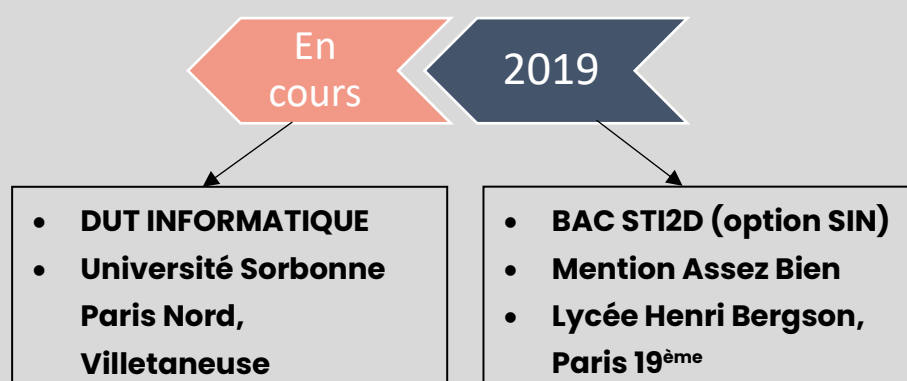 En
cours
2019
• DUT INFORMATIQUE
• Université Sorbonne
Paris Nord,
Villetaneuse
• BAC STI2D (option SIN)
• Mention Assez Bien
• Lycée Henri Bergson,
Paris 19ème